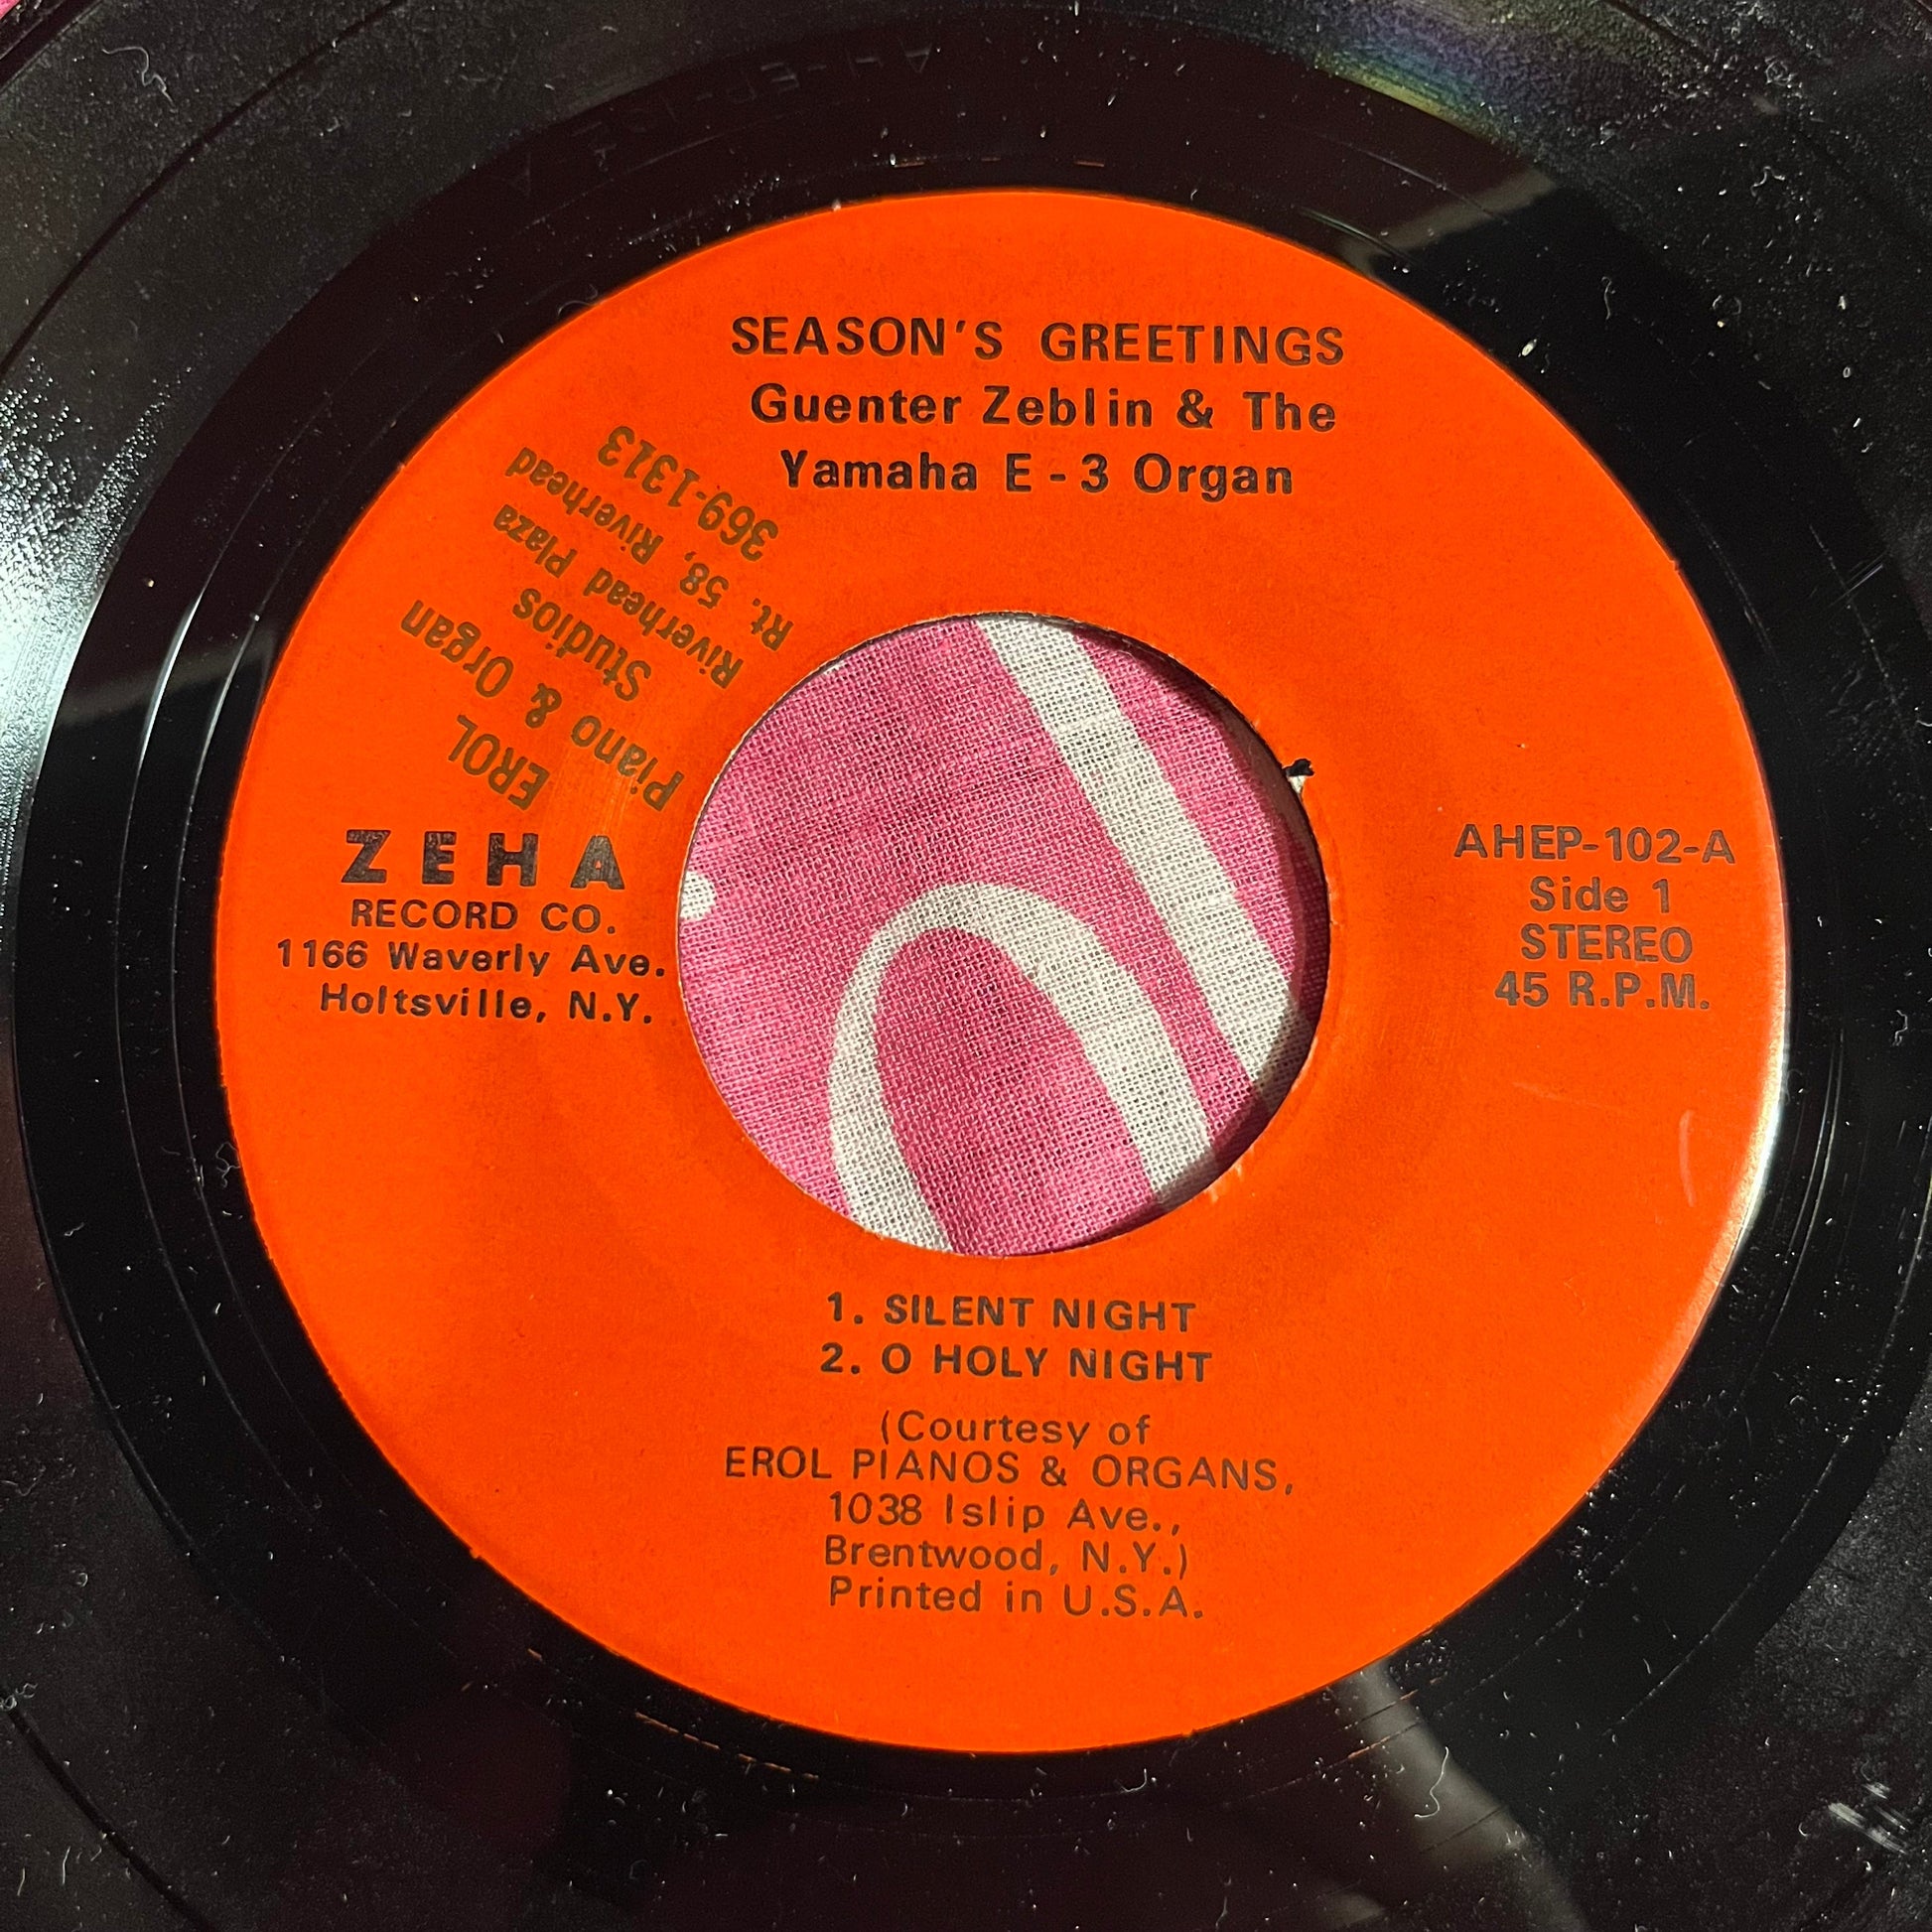 SEASON'S GREETINGS
Guenter Zeblin & The
Yamaha E-3 Organ
EROL
Piano & Organ
Studios
Riverhead Plaza
Rt. 58, Riverhead
369-1313
ZEHA
RECORD CO.
1166 Waverly Ave.
Holtsville, N.Y.
AHEP-102-A
Side 1
STEREO
45 R.P.M.
1. SILENT NIGHT
2. O HOLY NIGHT
(Courtesy of
EROL PIANOS & ORGANS,
1038 Islip Ave.,
Brentwood, N.Y.)
Printed in U.S.A.